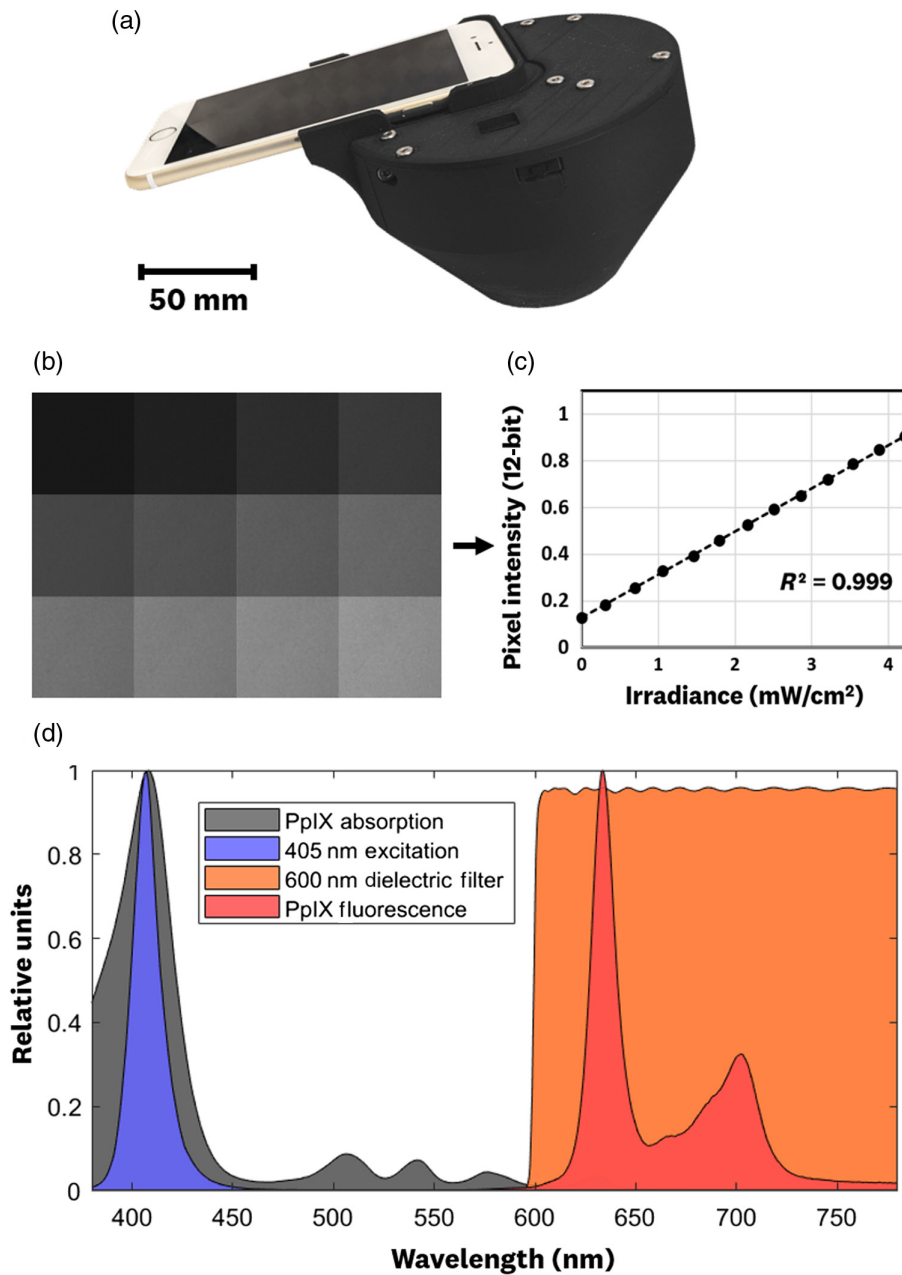 (a)
50 mm
(b)
(c)
Pixel intensity (12-bit)
1
0.8
0.6
0.4
0.2
0
R² = 0.999
0 1 2 3 4
Irradiance (mW/cm²)
(d)
Relative units
1
0.8
0.6
0.4
0.2
0
PpIX absorption
405 nm excitation
600 nm dielectric filter
PpIX fluorescence
400 450 500 550 600 650 700 750
Wavelength (nm)